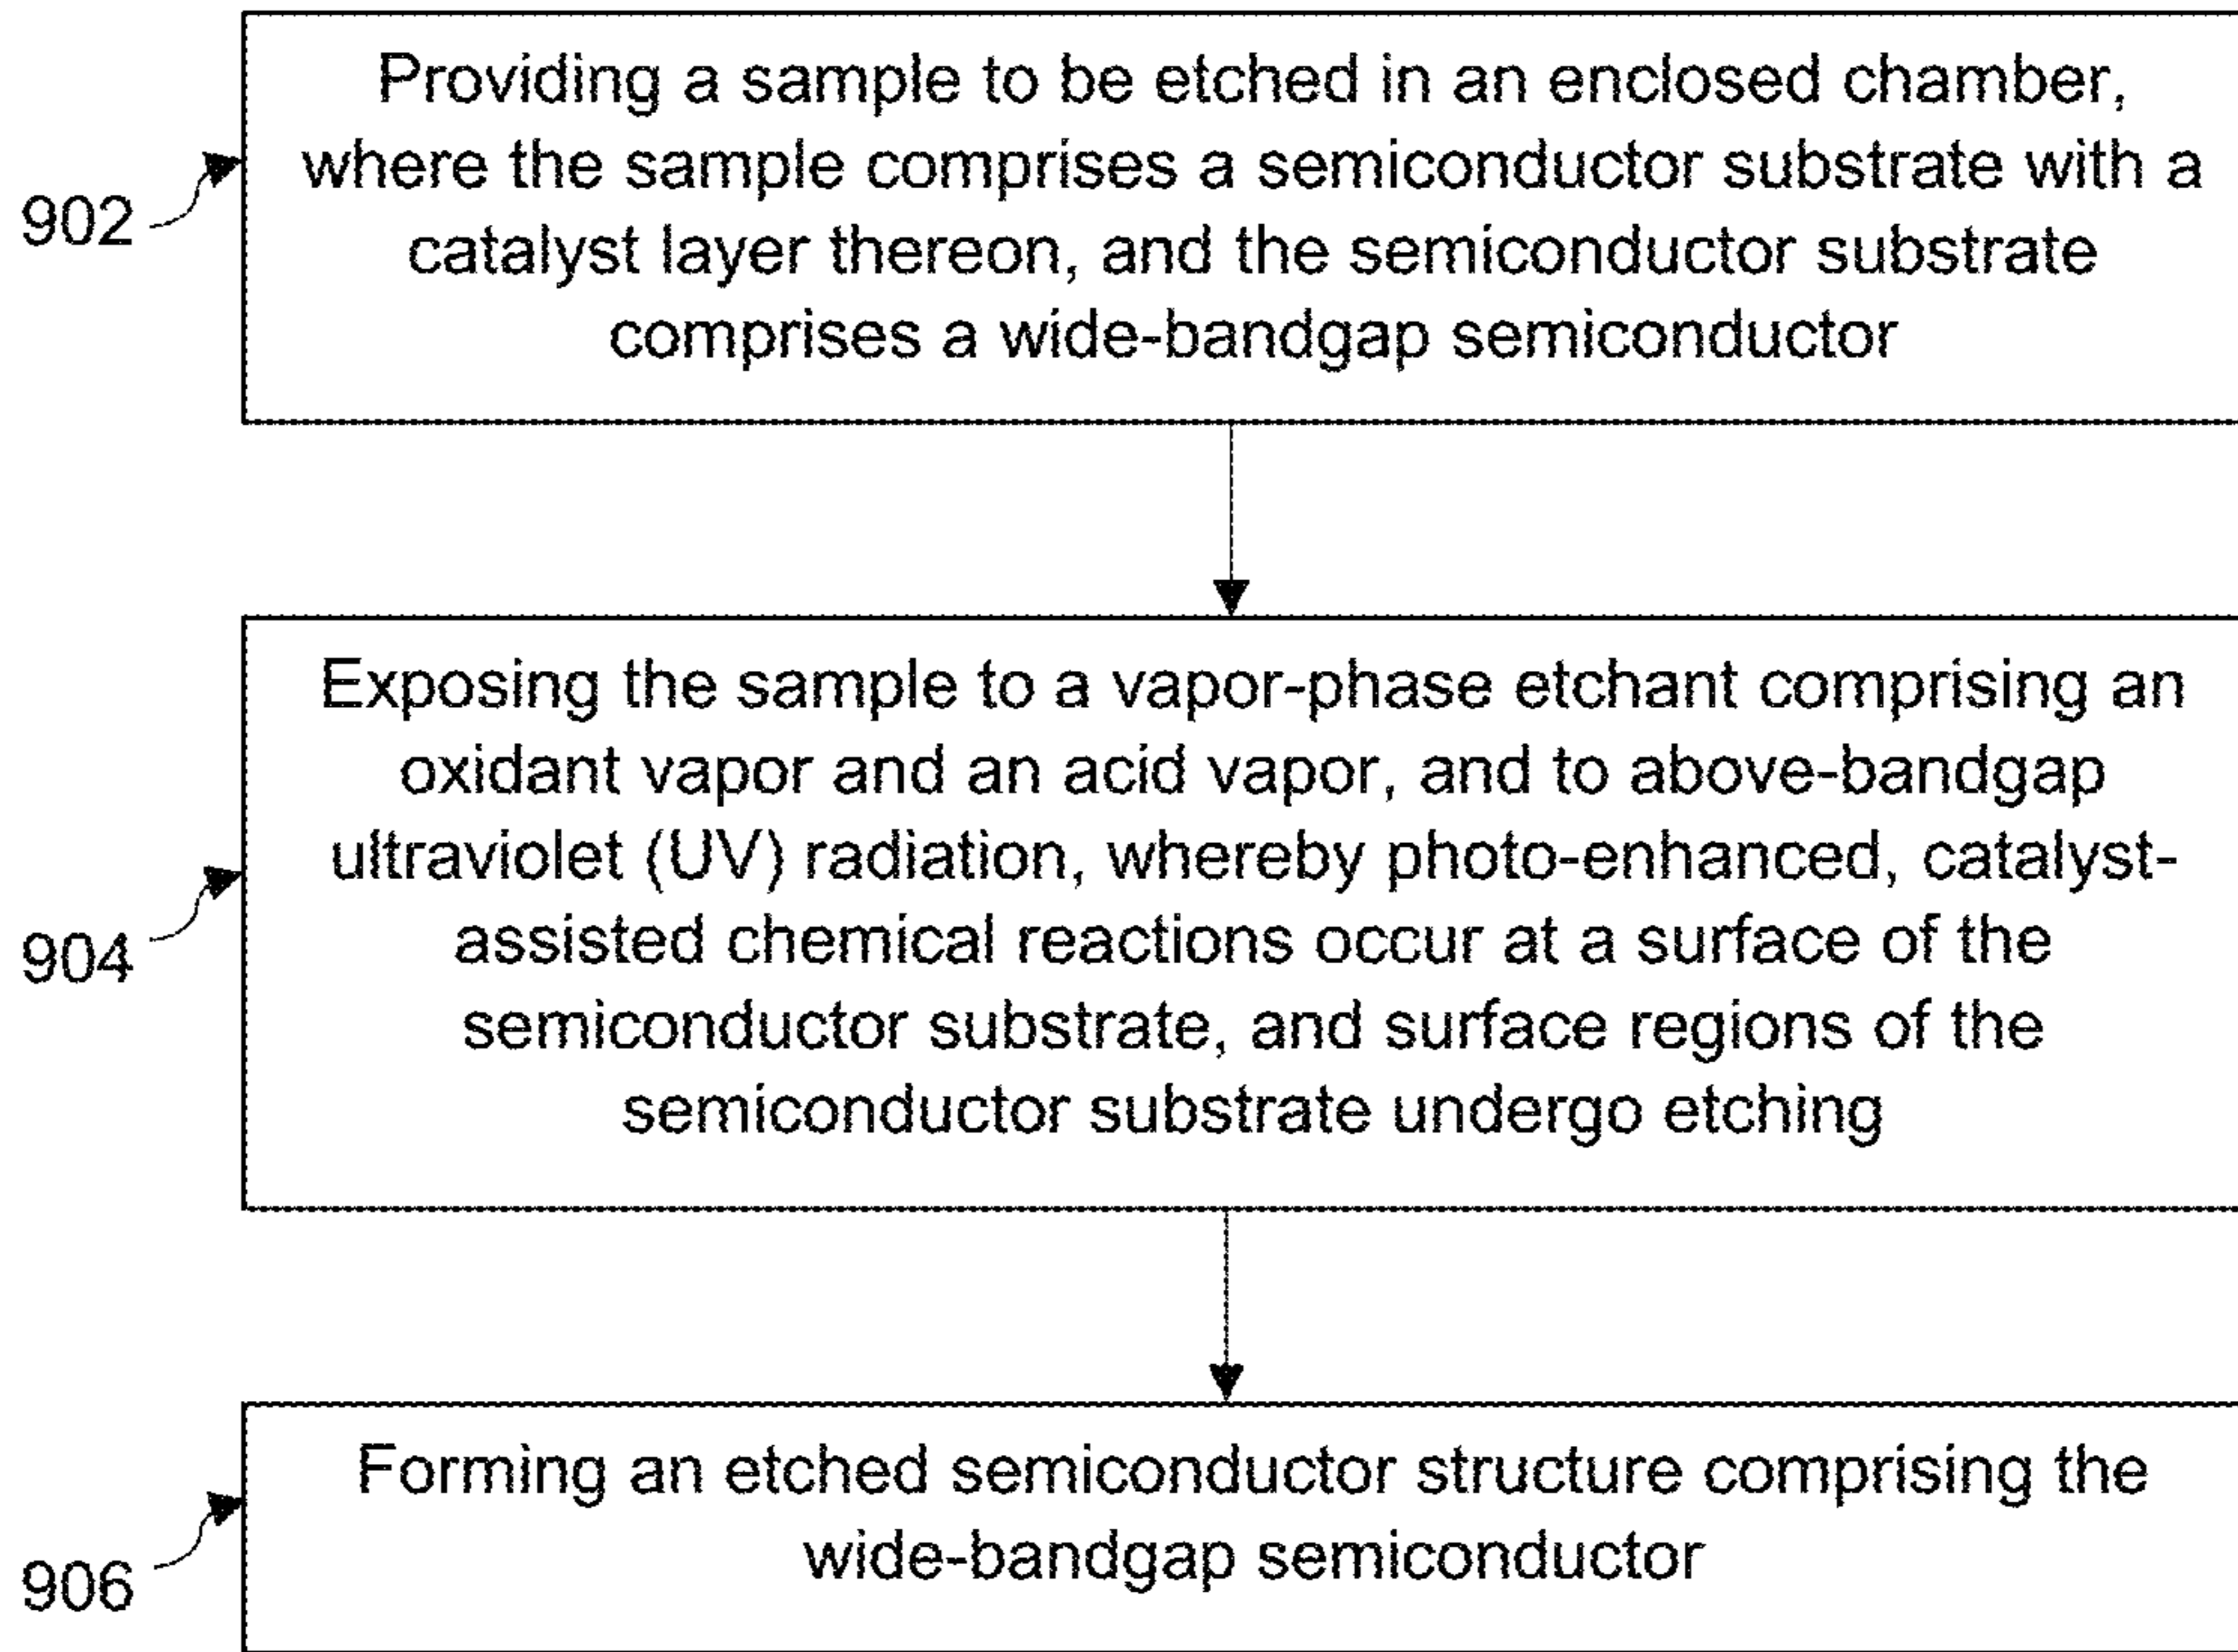 Providing a sample to be etched in an enclosed chamber,
where the sample comprises a semiconductor substrate with a
902
catalyst layer thereon, and the semiconductor substrate
comprises a wide-bandgap semiconductor
Exposing the sample to a vapor-phase etchant comprising an
oxidant vapor and an acid vapor, and to above-bandgap
ultraviolet (UV) radiation, whereby photo-enhanced, catalyst-
assisted chemical reactions occur at a surface of the
904
semiconductor substrate, and surface regions of the
semiconductor substrate undergo etching
Forming an etched semiconductor structure comprising the
wide-bandgap semiconductor
906